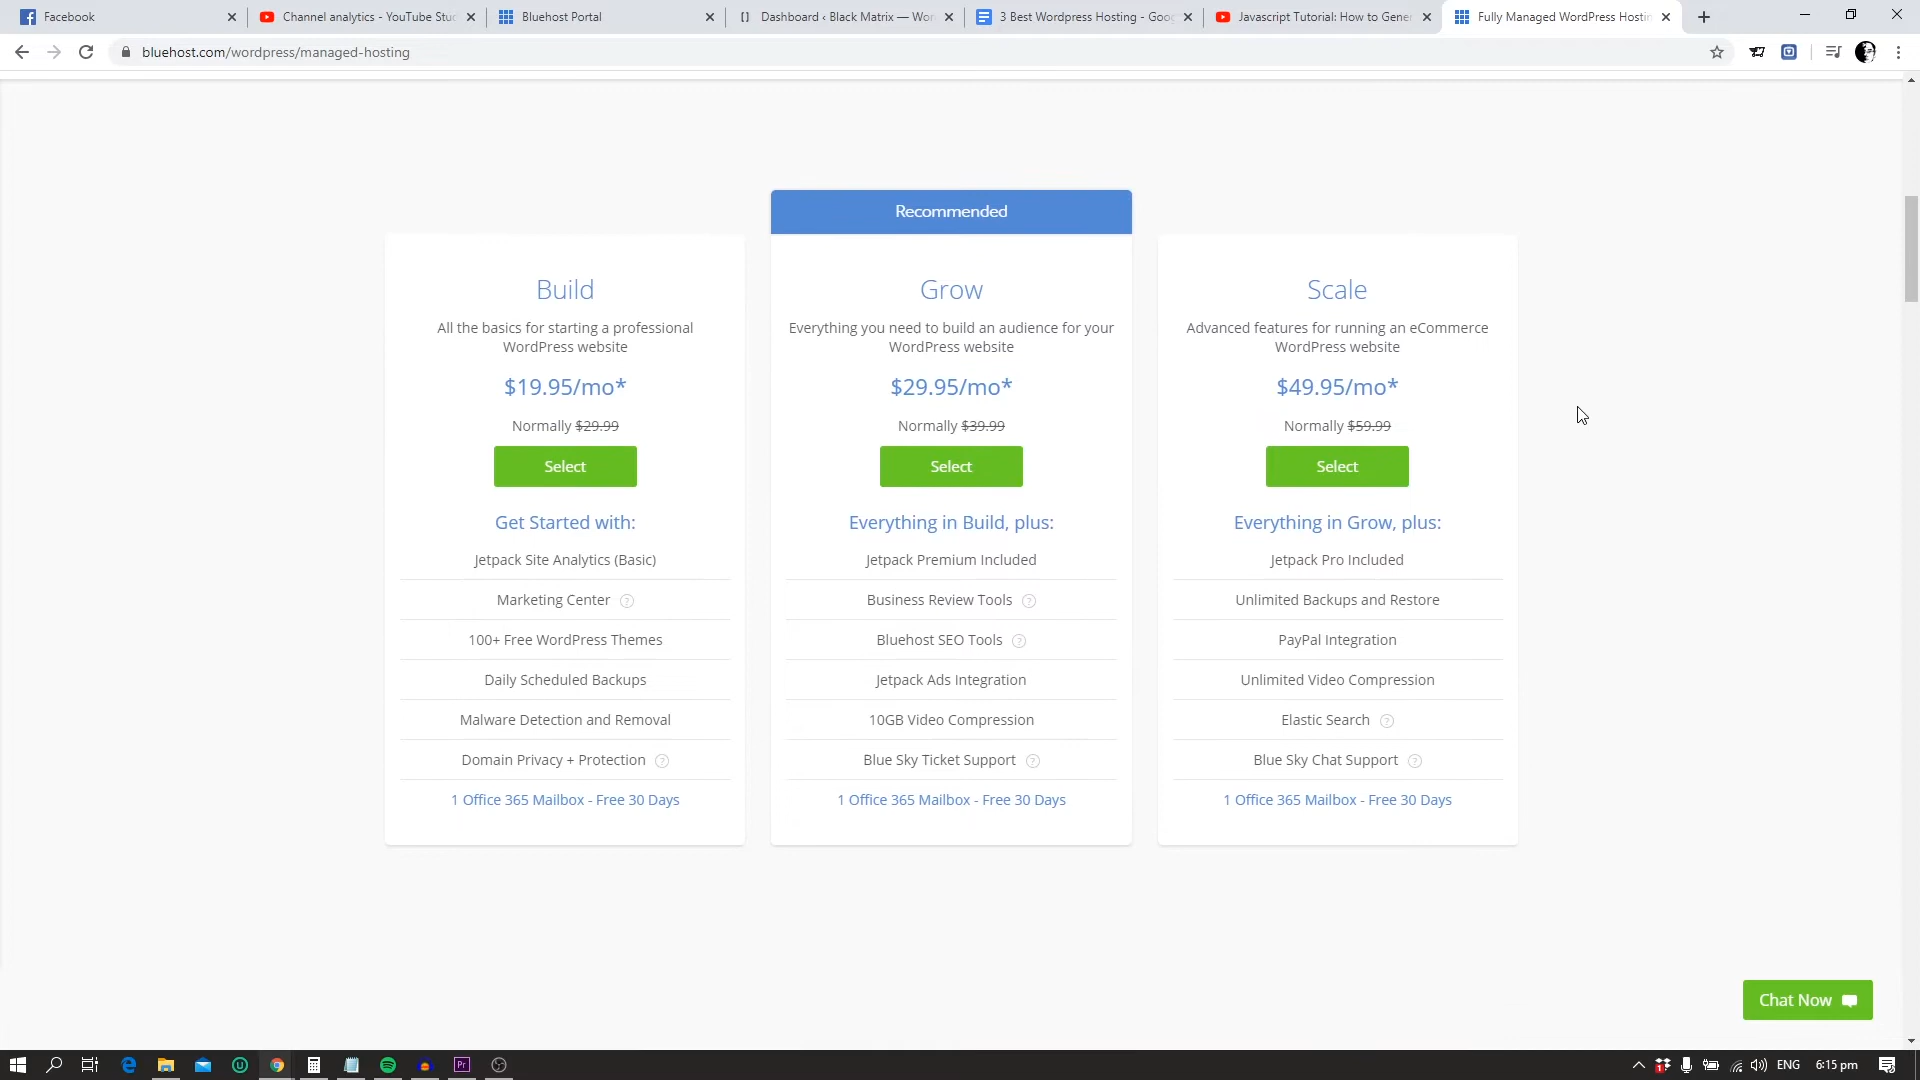 Facebook
Channel analytics - YouTube Stu
Bluehost Portal
Dashboard ‹ Black Matrix — Wor
3 Best Wordpress Hosting - Goog
Javascript Tutorial: How to Gener
Fully Managed WordPress Hostin
bluehost.com/wordpress/managed-hosting
Recommended
Build
All the basics for starting a professional
WordPress website
$19.95/mo*
Normally $29.99
Select
Get Started with:
Jetpack Site Analytics (Basic)
Marketing Center ?
100+ Free WordPress Themes
Daily Scheduled Backups
Malware Detection and Removal
Domain Privacy + Protection ?
1 Office 365 Mailbox - Free 30 Days
Grow
Everything you need to build an audience for your
WordPress website
$29.95/mo*
Normally $39.99
Select
Everything in Build, plus:
Jetpack Premium Included
Business Review Tools ?
Bluehost SEO Tools ?
Jetpack Ads Integration
10GB Video Compression
Blue Sky Ticket Support ?
1 Office 365 Mailbox - Free 30 Days
Scale
Advanced features for running an eCommerce
WordPress website
$49.95/mo*
Normally $59.99
Select
Everything in Grow, plus:
Jetpack Pro Included
Unlimited Backups and Restore
PayPal Integration
Unlimited Video Compression
Elastic Search ?
Blue Sky Chat Support ?
1 Office 365 Mailbox - Free 30 Days
Chat Now
Pr
ENG
6:15 pm